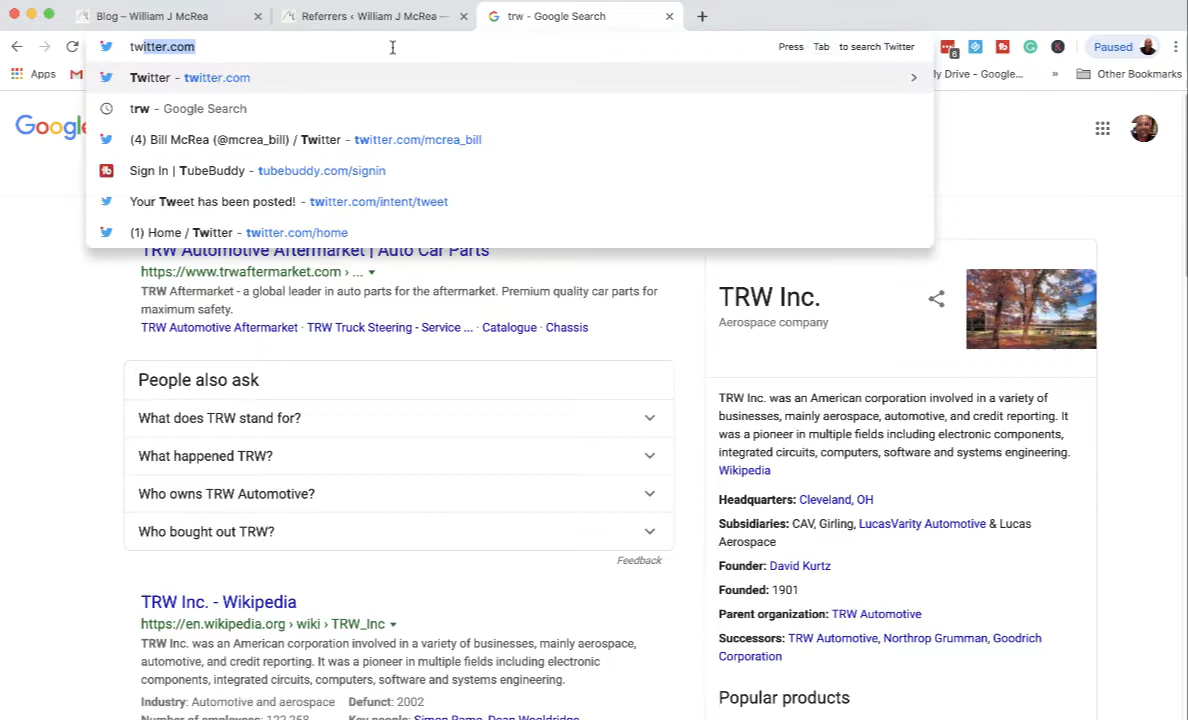 Blog – William J McRea
Referrers ‹ William J McRea —
trw - Google Search
twitter.com
Press Tab to search Twitter
6
Paused
Apps
My Drive - Google...
»
Other Bookmarks
Twitter - twitter.com
trw - Google Search
(4) Bill McRea (@mcrea_bill) / Twitter - twitter.com/mcrea_bill
Sign In | TubeBuddy - tubebuddy.com/signin
Your Tweet has been posted! - twitter.com/intent/tweet
(1) Home / Twitter - twitter.com/home
Google
TRW Automotive Aftermarket | Auto Car Parts
https://www.trwaftermarket.com › ...
TRW Aftermarket - a global leader in auto parts for the aftermarket. Premium quality car parts for
maximum safety.
TRW Automotive Aftermarket · TRW Truck Steering - Service ... · Catalogue · Chassis
People also ask
What does TRW stand for?
What happened TRW?
Who owns TRW Automotive?
Who bought out TRW?
Feedback
TRW Inc. - Wikipedia
https://en.wikipedia.org › wiki › TRW_Inc
TRW Inc. was an American corporation involved in a variety of businesses, mainly aerospace,
automotive, and credit reporting. It was a pioneer in multiple fields including electronic
components, integrated circuits, computers, software and systems engineering.
Industry: Automotive and aerospace Defunct: 2002
Number of employees: 122,258 Key people: Simon Ramo, Dean Wooldridge
TRW Inc.
Aerospace company
TRW Inc. was an American corporation involved in a variety of
businesses, mainly aerospace, automotive, and credit reporting. It
was a pioneer in multiple fields including electronic components,
integrated circuits, computers, software and systems engineering.
Wikipedia
Headquarters: Cleveland, OH
Subsidiaries: CAV, Girling, LucasVarity Automotive & Lucas
Aerospace
Founder: David Kurtz
Founded: 1901
Parent organization: TRW Automotive
Successors: TRW Automotive, Northrop Grumman, Goodrich
Corporation
Popular products